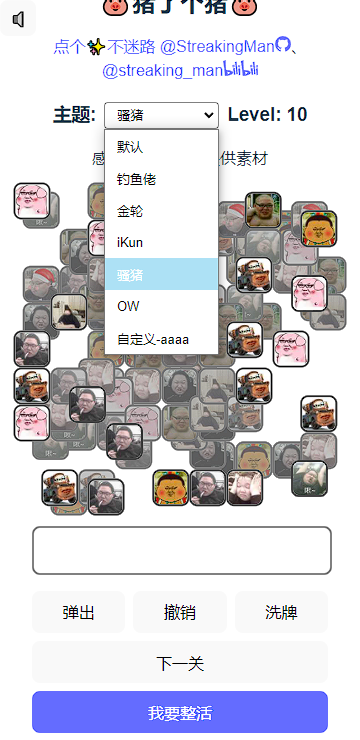 猪了个猪
点个✨不迷路 @StreakingMan、
@streaking_man bilibili
主题: 骚猪 Level: 10
感 供素材
默认
钓鱼佬
金轮
iKun
骚猪
OW
自定义-aaaa
弹出 撤销 洗牌
下一关
我要整活